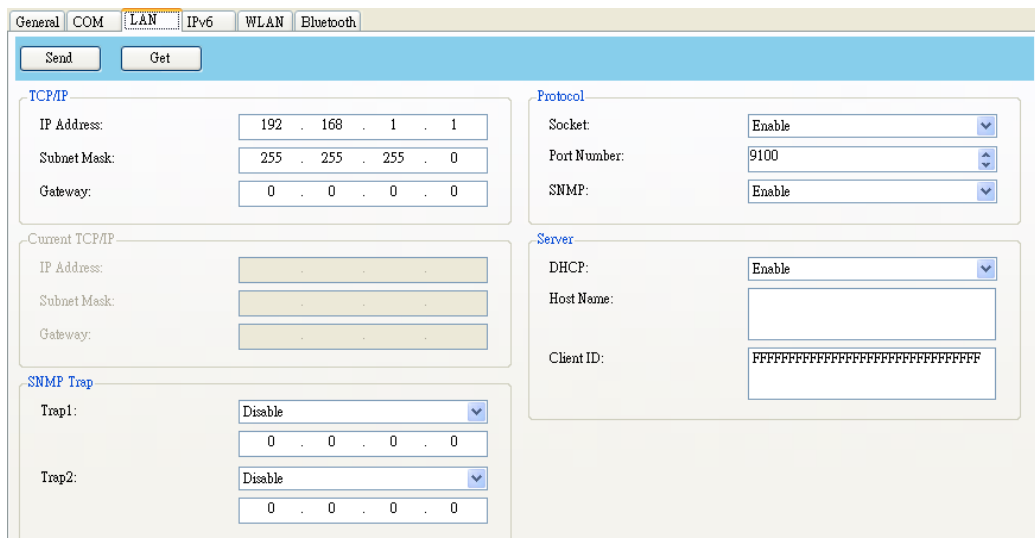 General COM LAN IPv6 WLAN Bluetooth
Send Get
TCP/IP
IP Address: 192 . 168 . 1 . 1
Subnet Mask: 255 . 255 . 255 . 0
Gateway: 0 . 0 . 0 . 0
Current TCP/IP
IP Address: . . .
Subnet Mask: . . .
Gateway: . . .
SNMP Trap
Trap1: Disable
0 . 0 . 0 . 0
Trap2: Disable
0 . 0 . 0 . 0
Protocol
Socket: Enable
Port Number: 9100
SNMP: Enable
Server
DHCP: Enable
Host Name:
Client ID: FFFFFFFFFFFFFFFFFFFFFFFFFFFFFFFF